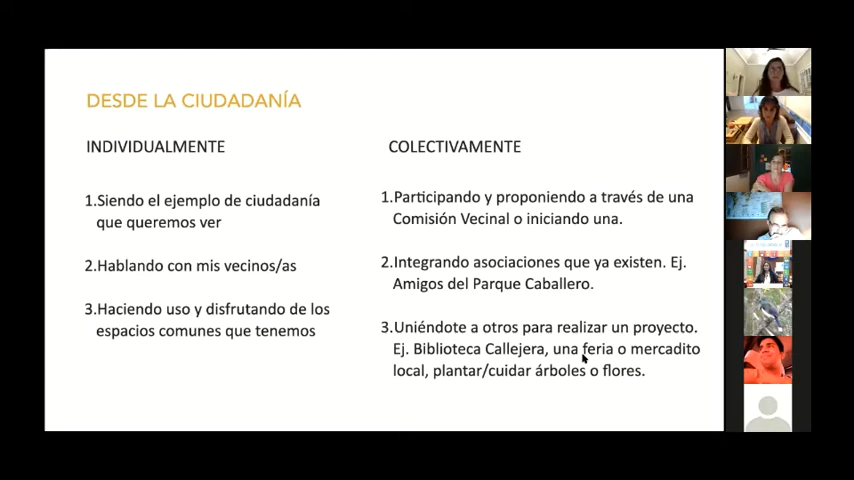 DESDE LA CIUDADANÍA
INDIVIDUALMENTE
1.Siendo el ejemplo de ciudadanía
que queremos ver
2.Hablando con mis vecinos/as
3.Haciendo uso y disfrutando de los
espacios comunes que tenemos
COLECTIVAMENTE
1.Participando y proponiendo a través de una
Comisión Vecinal o iniciando una.
2.Integrando asociaciones que ya existen. Ej.
Amigos del Parque Caballero.
3.Uniéndote a otros para realizar un proyecto.
Ej. Biblioteca Callejera, una feria o mercadito
local, plantar/cuidar árboles o flores.